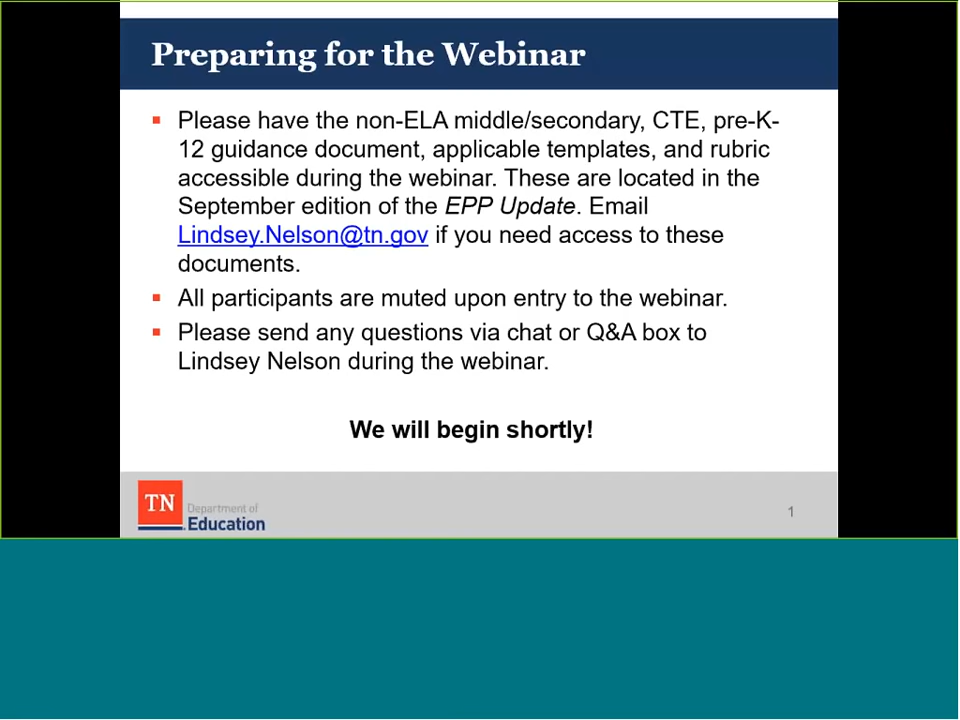 Preparing for the Webinar
▪ Please have the non-ELA middle/secondary, CTE, pre-K-
12 guidance document, applicable templates, and rubric
accessible during the webinar. These are located in the
September edition of the EPP Update. Email
Lindsey.Nelson@tn.gov if you need access to these
documents.
▪ All participants are muted upon entry to the webinar.
▪ Please send any questions via chat or Q&A box to
Lindsey Nelson during the webinar.
We will begin shortly!
TN
Department of
Education
1